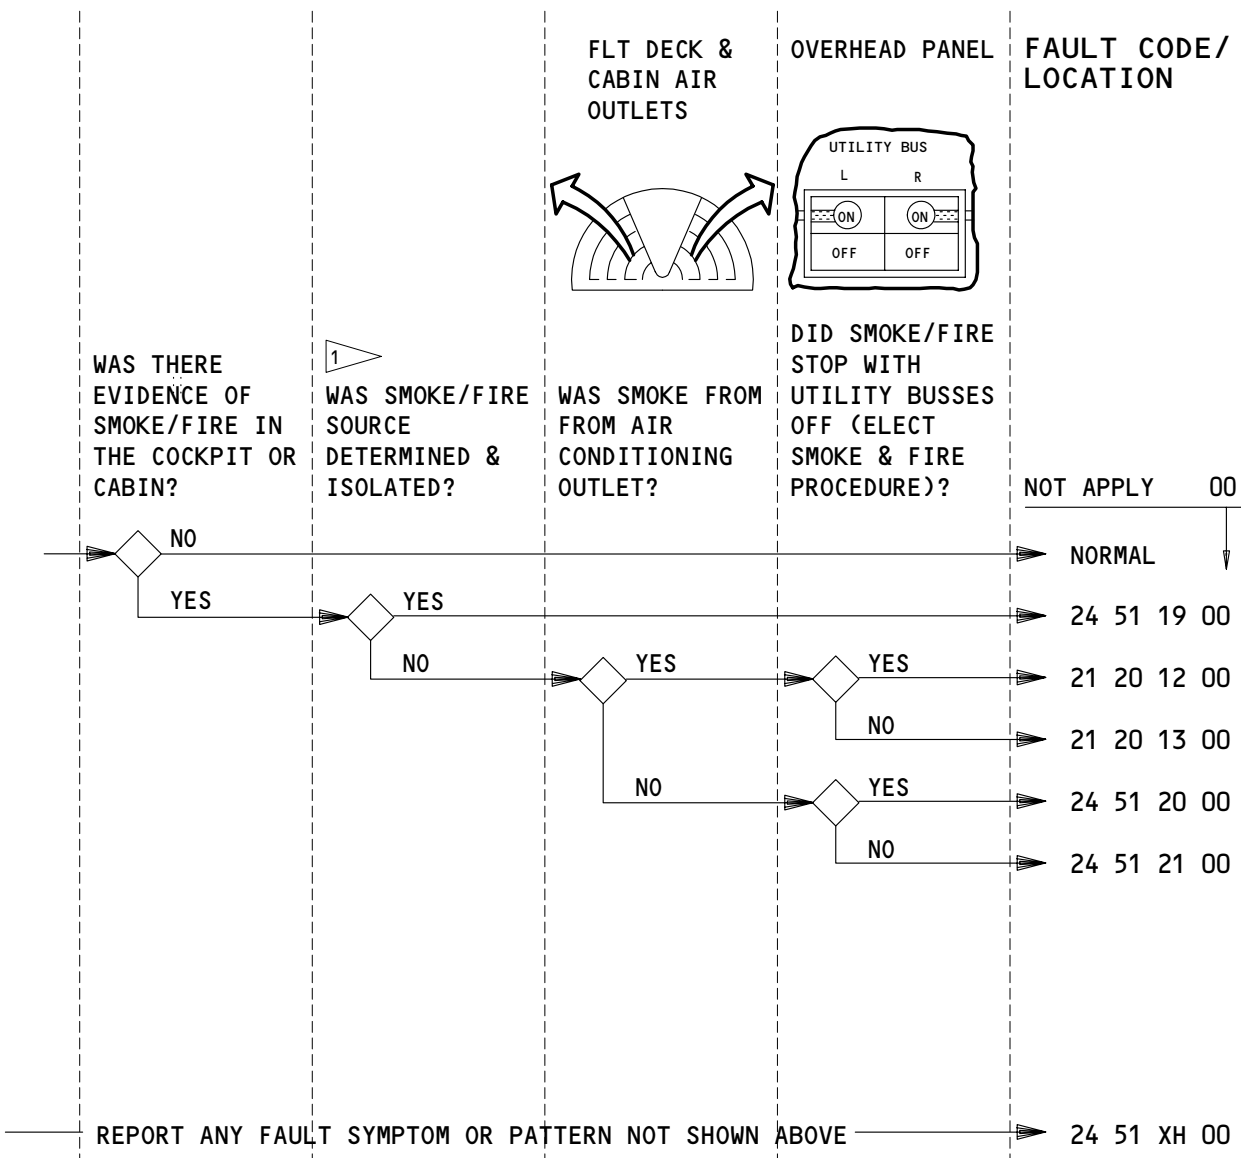 FLT DECK &
CABIN AIR
OUTLETS
OVERHEAD PANEL
FAULT CODE/
LOCATION
UTILITY BUS
L R
ON ON
OFF OFF
WAS THERE
EVIDENCE OF
SMOKE/FIRE IN
THE COCKPIT OR
CABIN?
1
WAS SMOKE/FIRE
SOURCE
DETERMINED &
ISOLATED?
WAS SMOKE FROM
FROM AIR
CONDITIONING
OUTLET?
DID SMOKE/FIRE
STOP WITH
UTILITY BUSSES
OFF (ELECT
SMOKE & FIRE
PROCEDURE)?
NOT APPLY 00
NO NORMAL
YES YES 24 51 19 00
NO YES YES 21 20 12 00
NO 21 20 13 00
NO YES 24 51 20 00
NO 24 51 21 00
REPORT ANY FAULT SYMPTOM OR PATTERN NOT SHOWN ABOVE 24 51 XH 00